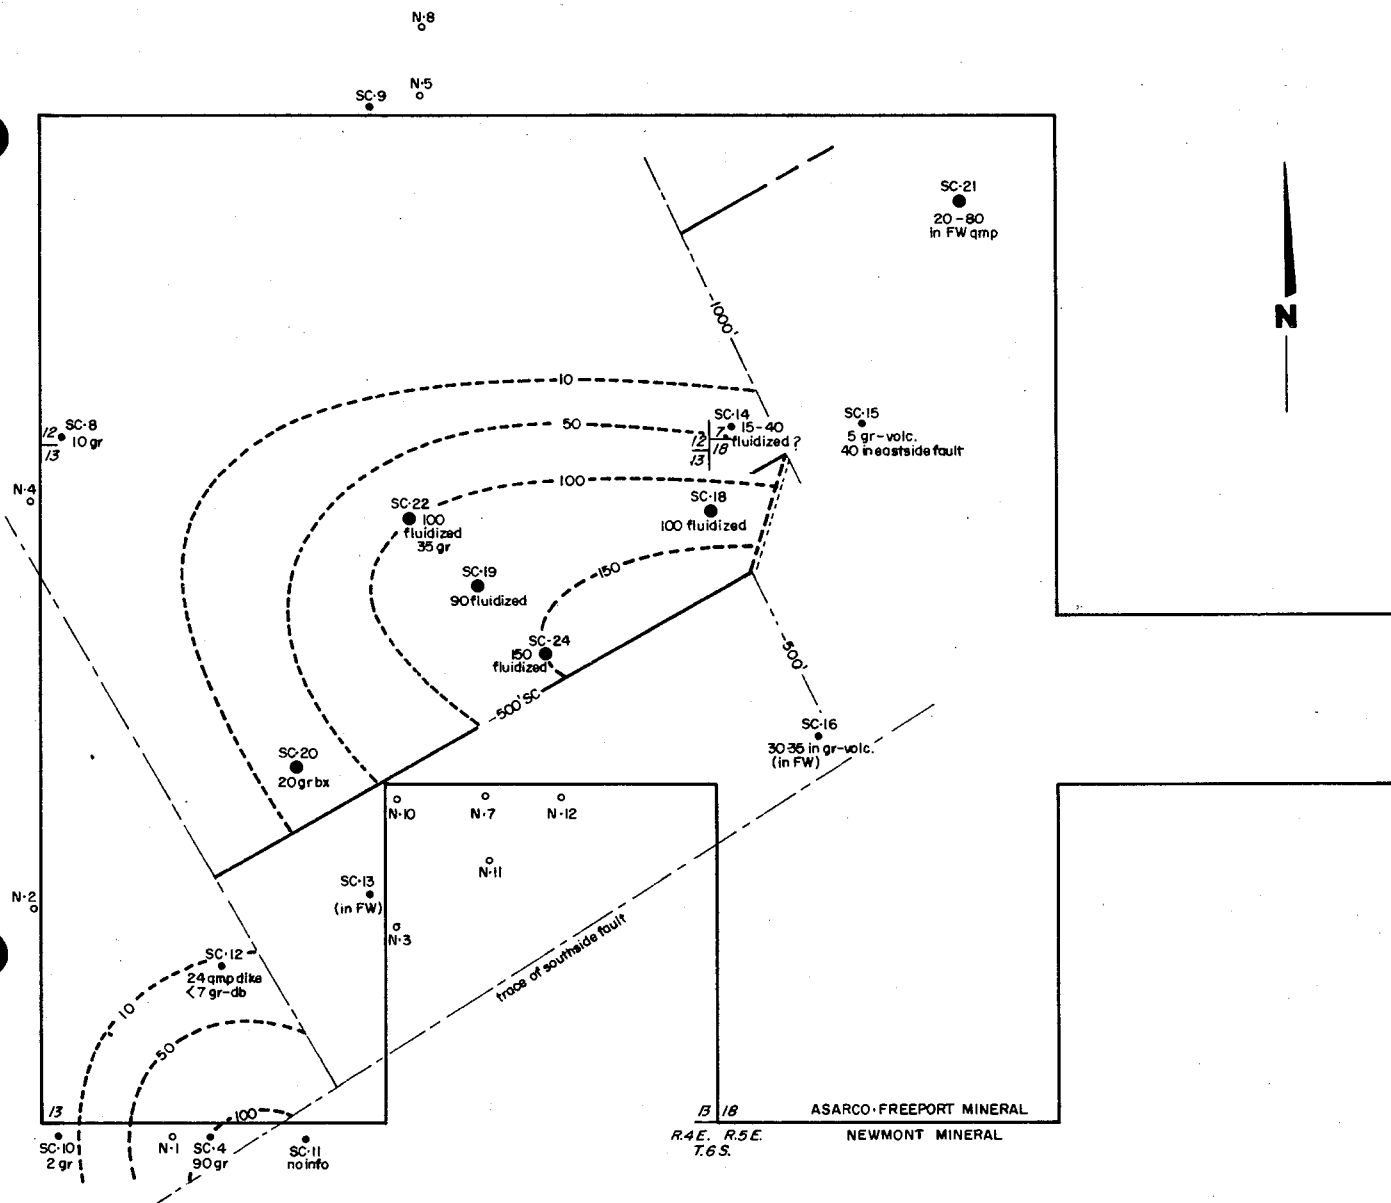 N·8
N·5
SC·9
SC·21
20-80
in FW qmp
1000'
N
10
50
SC·8
10 gr
12
13
SC·14
15-40
fluidized ?
7
12
18
13
SC·15
5 gr-volc.
40 in eastside fault
N·4
100
SC·22
100
fluidized
35 gr
SC·18
100 fluidized
SC·19
90 fluidized
150
SC·24
150
fluidized
-500'
-500' SC
SC·16
30-35 in gr-volc.
(in FW)
SC·20
20 gr bx
N·10
N·7
N·12
N·11
SC·13
(in FW)
N·2
N·3
SC·12
24 qmp dike
<7 gr-db
trace of southside fault
10
50
100
13
SC·10
2 gr
N·1
SC·4
90 gr
SC·11
no info
13
18
ASARCO·FREEPORT MINERAL
R.4 E. R.5 E.
NEWMONT MINERAL
T.6 S.